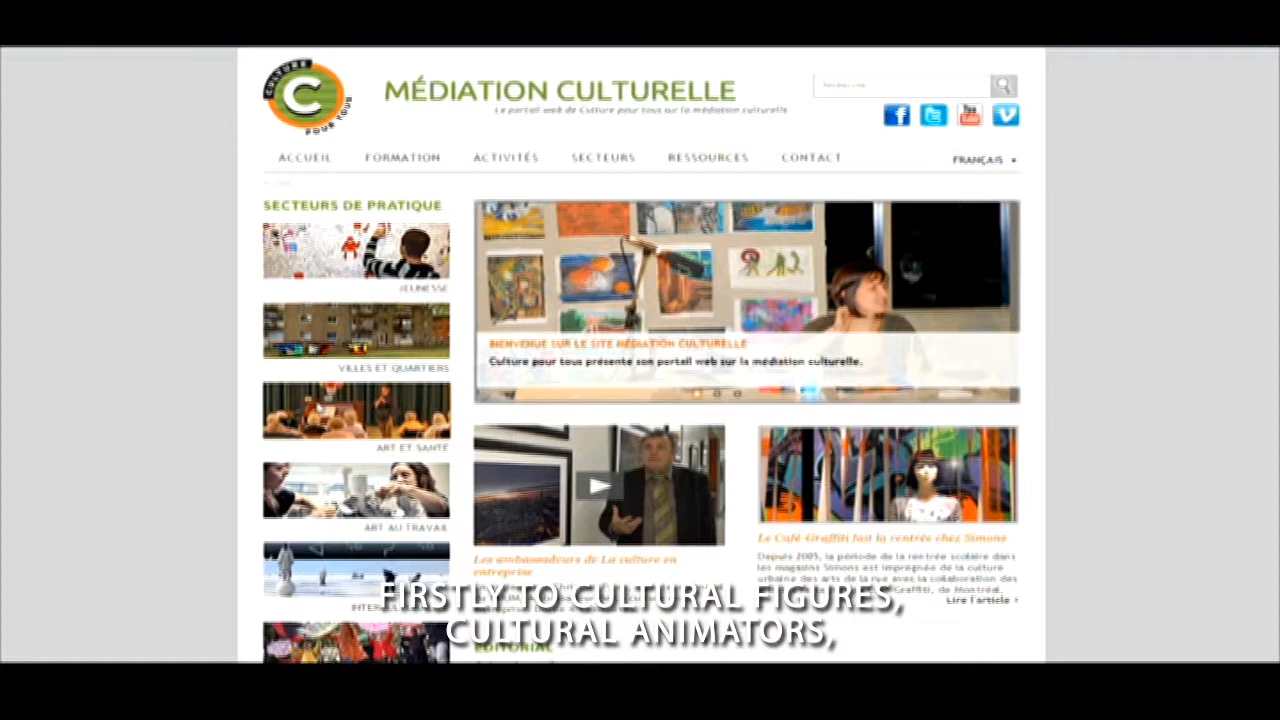 CULTURE
C
POUR TOUS
MÉDIATION CULTURELLE
Le portail web de Culture pour tous sur la médiation culturelle
ACCUEIL FORMATION ACTIVITÉS SECTEURS RESSOURCES CONTACT
FRANÇAIS
SECTEURS DE PRATIQUE
JEUNESSE
VILLES ET QUARTIERS
ART ET SANTÉ
ART AU TRAVAIL
BIENVENUE SUR LE SITE MÉDIATION CULTURELLE
Culture pour tous présente son portail web sur la médiation culturelle.
Les ambassadeurs de La culture en
entreprise
Le Café-Graffiti fait la rentrée chez Simons
Depuis 2005, la période de la rentrée scolaire dans
les magasins Simons est imprégnée de la culture
urbaine des arts de la rue avec la collaboration des
Graffiti, de Montréal.
Lire l'article
FIRSTLY TO CULTURAL FIGURES,
CULTURAL ANIMATORS,
EDITORIAL